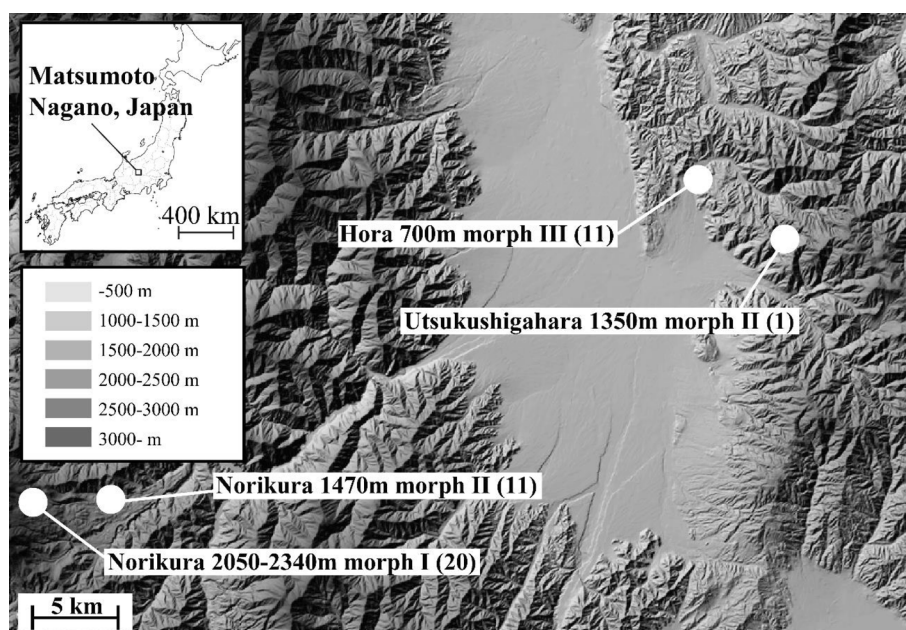 Matsumoto
Nagano, Japan
400 km
-500 m
1000-1500 m
1500-2000 m
2000-2500 m
2500-3000 m
3000- m
Hora 700m morph III (11)
Utsukushigahara 1350m morph II (1)
Norikura 1470m morph II (11)
Norikura 2050-2340m morph I (20)
5 km